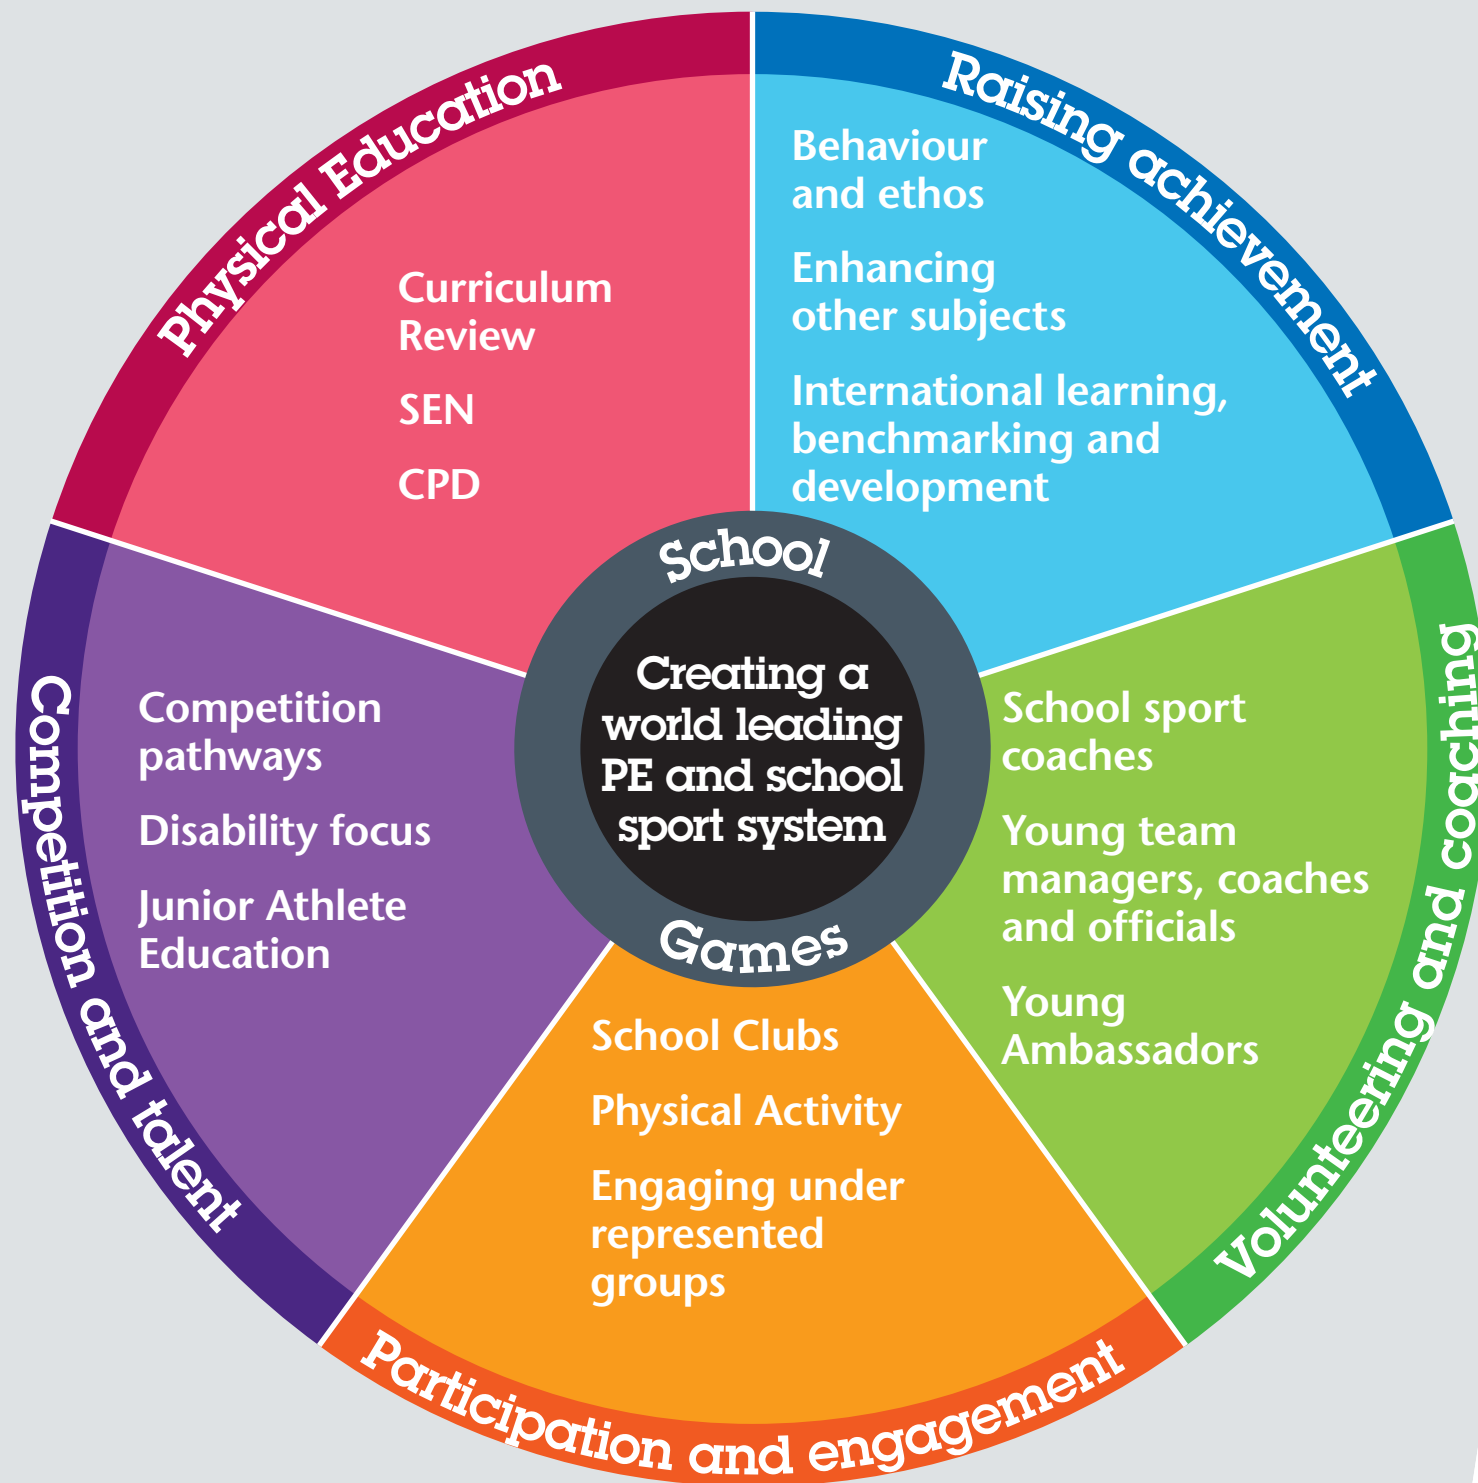 Physical Education
Curriculum
Review
SEN
CPD
Raising achievement
Behaviour
and ethos
Enhancing
other subjects
International learning,
benchmarking and
development
School
Creating a
world leading
PE and school
sport system
Games
Competition and talent
Competition
pathways
Disability focus
Junior Athlete
Education
Volunteering and coaching
School sport
coaches
Young team
managers, coaches
and officials
Young
Ambassadors
School Clubs
Physical Activity
Engaging under
represented
groups
Participation and engagement